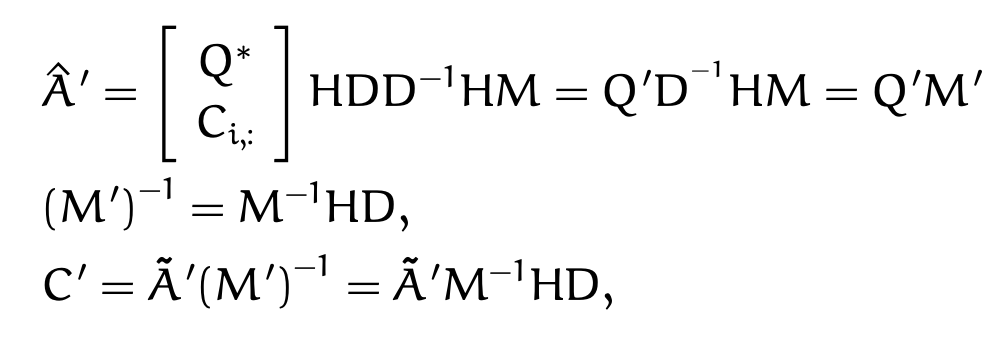 Â′ = [ Q* C_{i,:} ] HDD⁻¹HM = Q′D⁻¹HM = Q′M′
(M′)⁻¹ = M⁻¹HD,
C′ = Ã′(M′)⁻¹ = Ã′M⁻¹HD,